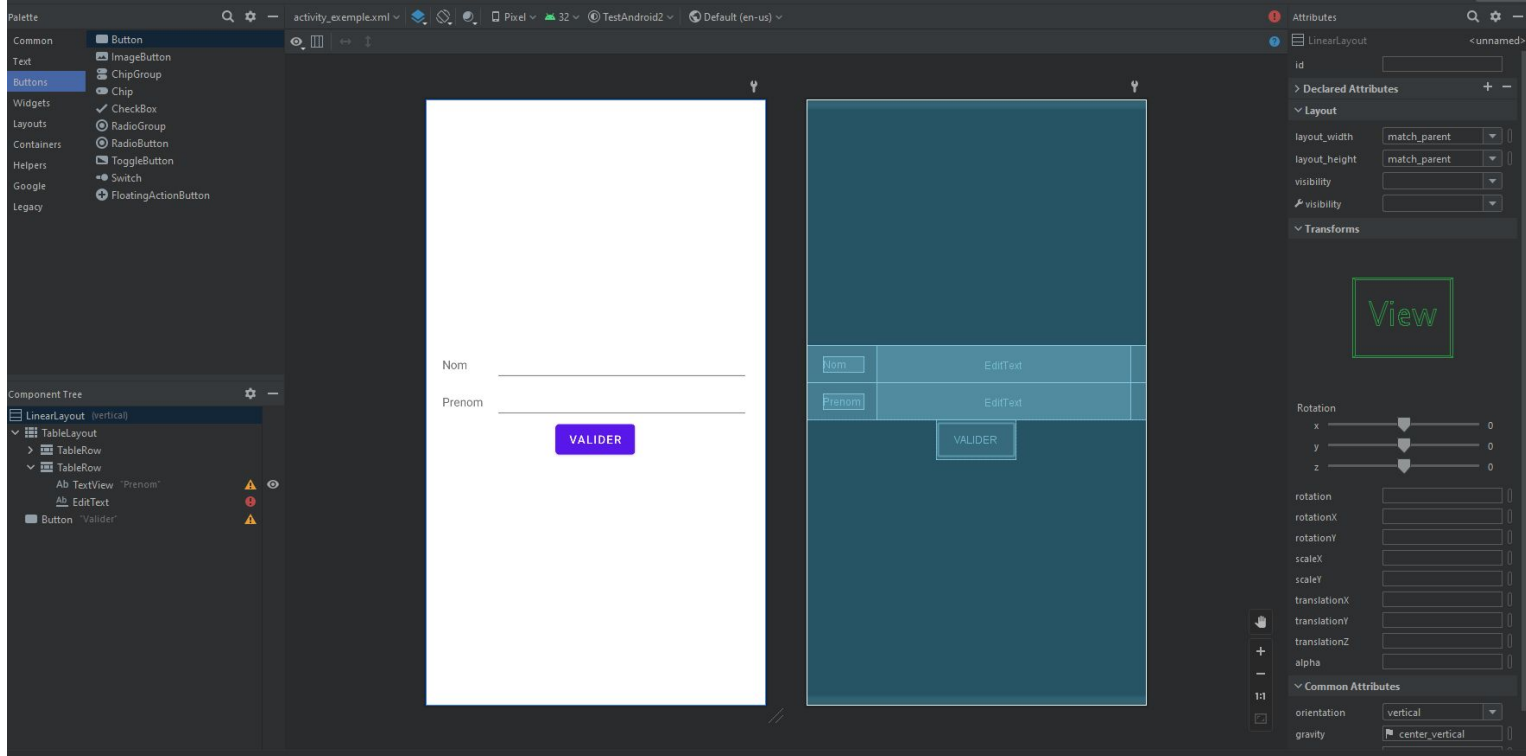 Palette
Common
Text
Buttons
Widgets
Layouts
Containers
Helpers
Google
Legacy
Button
ImageButton
ChipGroup
Chip
CheckBox
RadioGroup
RadioButton
ToggleButton
Switch
FloatingActionButton
Component Tree
LinearLayout (vertical)
TableLayout
TableRow
TableRow
Ab TextView "Prenom"
Ab EditText
Button "Valider"
activity_exemple.xml Pixel 32 TestAndroid2 Default (en-us)
Nom
Prenom
VALIDER
Nom EditText
Prenom EditText
VALIDER
1:1
Attributes
LinearLayout <unnamed>
id
Declared Attributes
Layout
layout_width match_parent
layout_height match_parent
visibility
visibility
Transforms
View
Rotation
x 0
y 0
z 0
rotation
rotationX
rotationY
scaleX
scaleY
translationX
translationY
translationZ
alpha
Common Attributes
orientation vertical
gravity center_vertical